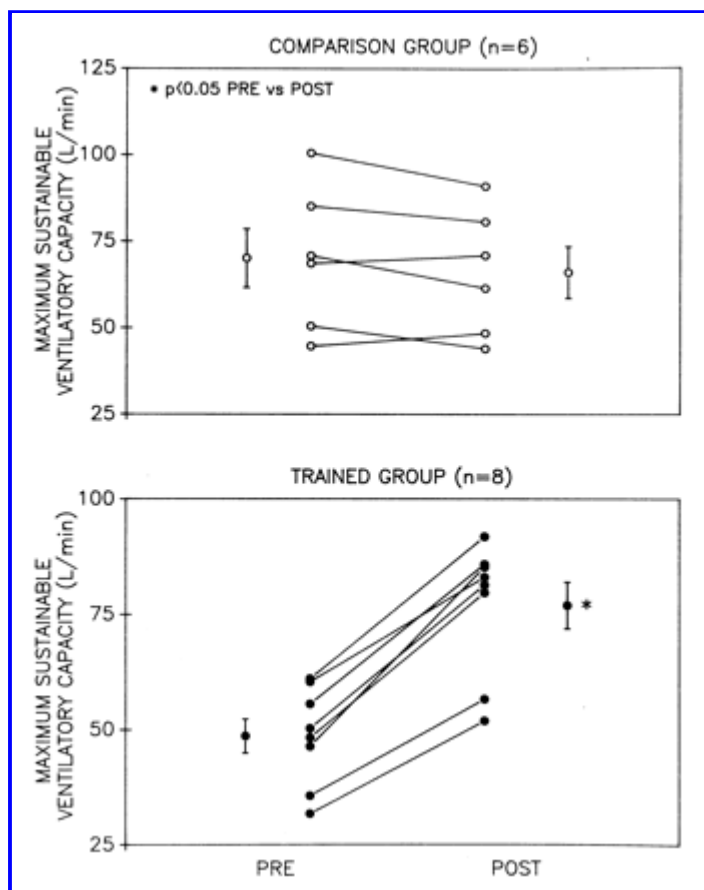 COMPARISON GROUP (n=6)
125
• p<0.05 PRE vs POST
100
75
50
25
MAXIMUM SUSTAINABLE
VENTILATORY CAPACITY (L/min)
TRAINED GROUP (n=8)
100
75
*
50
25
MAXIMUM SUSTAINABLE
VENTILATORY CAPACITY (L/min)
PRE POST